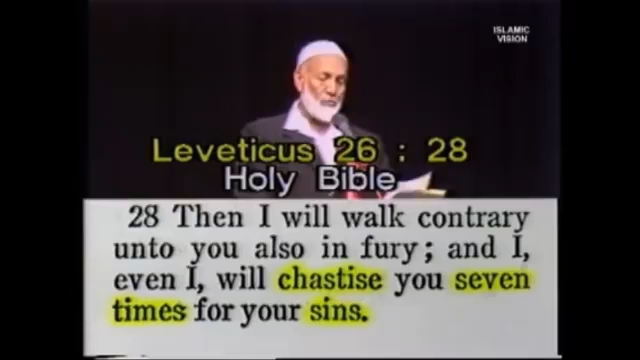 ISLAMIC
VISION
Leveticus 26 : 28
Holy Bible
28 Then I will walk contrary
unto you also in fury; and I,
even I, will chastise you seven
times for your sins.